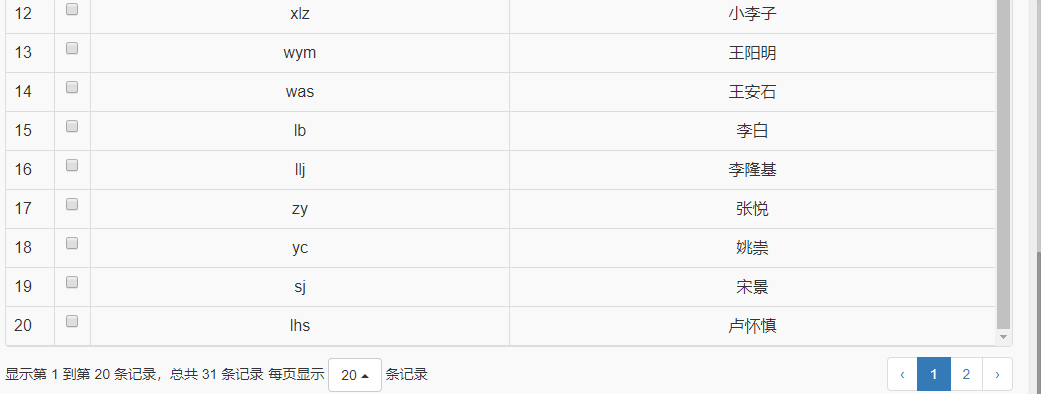 12 xlz 小李子
13 wym 王阳明
14 was 王安石
15 lb 李白
16 llj 李隆基
17 zy 张悦
18 yc 姚崇
19 sj 宋景
20 lhs 卢怀慎
显示第 1 到第 20 条记录，总共 31 条记录 每页显示 20 条记录 ‹ 1 2 ›